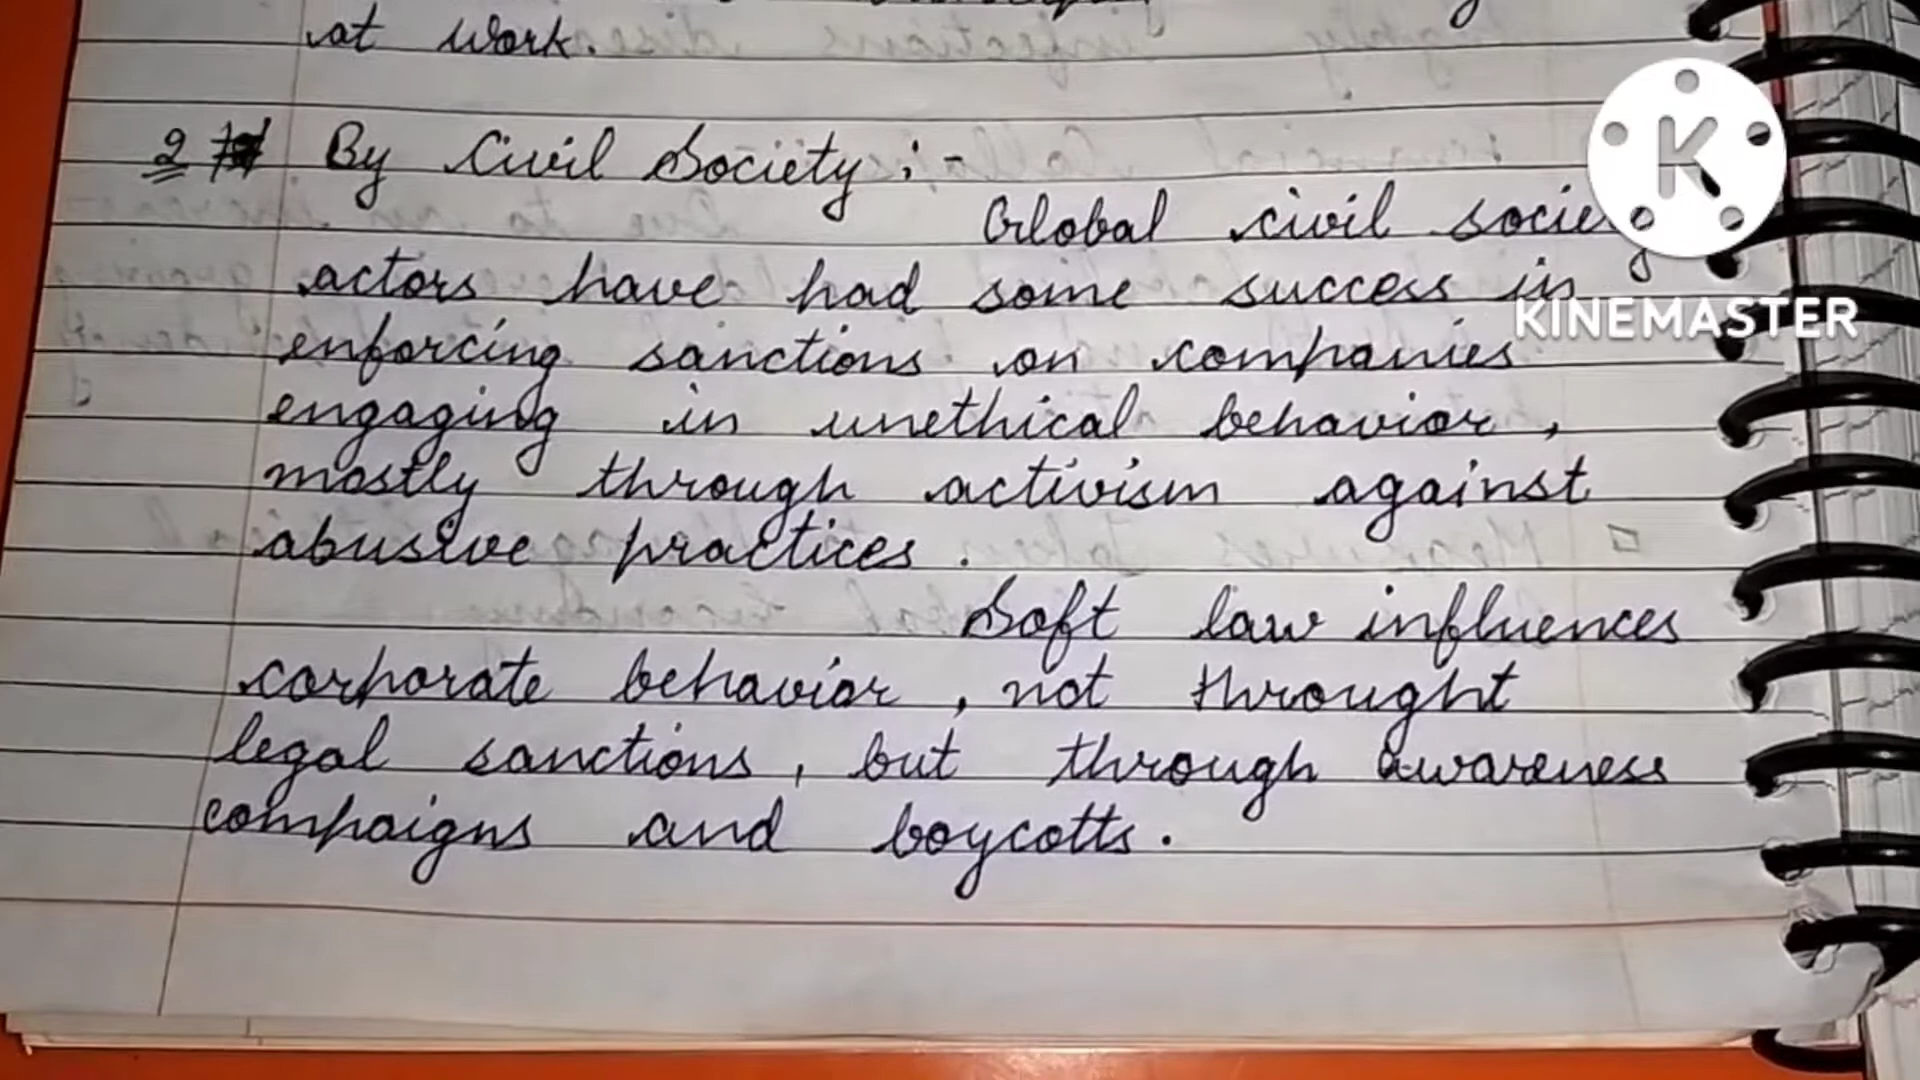 at work.
2 By Civil Society :-
Global civil
actors have had some success in
enforcing sanctions on companies
engaging in unethical behavior,
mostly through activism against
abusive practices.
Soft law influences
corporate behavior, not throught
legal sanctions, but through awareness
campaigns and boycotts.
K
KINEMASTER